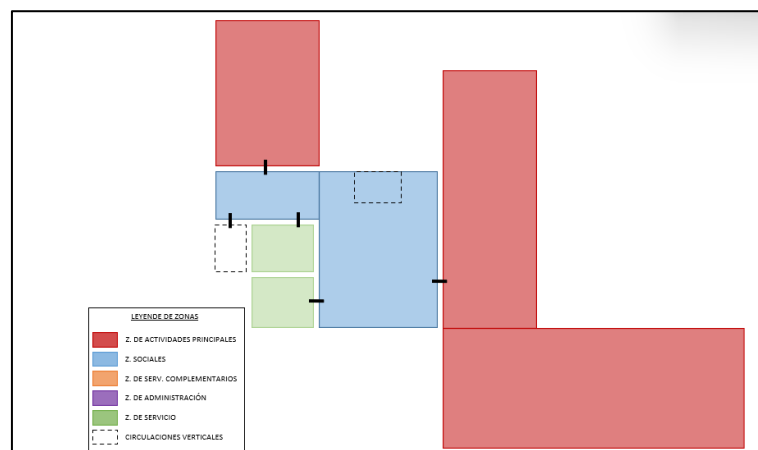 LEYENDE DE ZONAS
Z. DE ACTIVIDADES PRINCIPALES
Z. SOCIALES
Z. DE SERV. COMPLEMENTARIOS
Z. DE ADMINISTRACIÓN
Z. DE SERVICIO
CIRCULACIONES VERTICALES